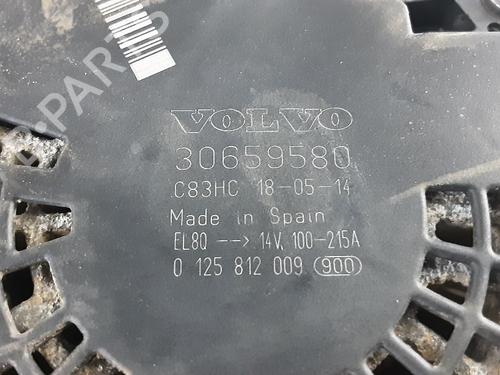 VOLVO
30659580
C83HC 18-05-14
Made in Spain
EL8Q --> 14V, 100-215A
0 125 812 009 900